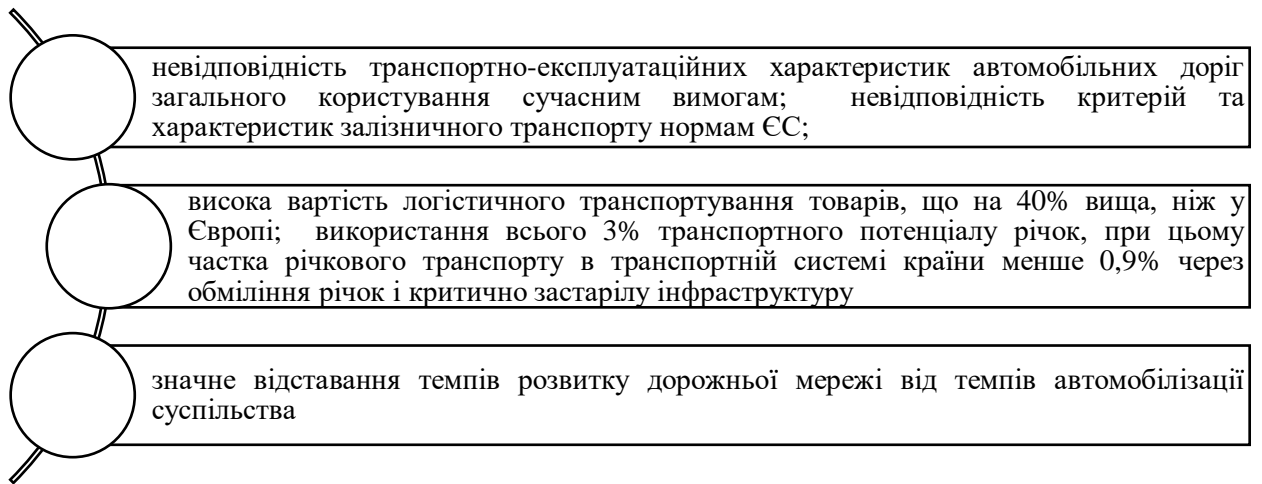 невідповідність транспортно-експлуатаційних характеристик автомобільних доріг
загального користування сучасним вимогам; невідповідність критерій та
характеристик залізничного транспорту нормам ЄС;
висока вартість логістичного транспортування товарів, що на 40% вища, ніж у
Європі; використання всього 3% транспортного потенціалу річок, при цьому
частка річкового транспорту в транспортній системі країни менше 0,9% через
обміління річок і критично застарілу інфраструктуру
значне відставання темпів розвитку дорожньої мережі від темпів автомобілізації
суспільства